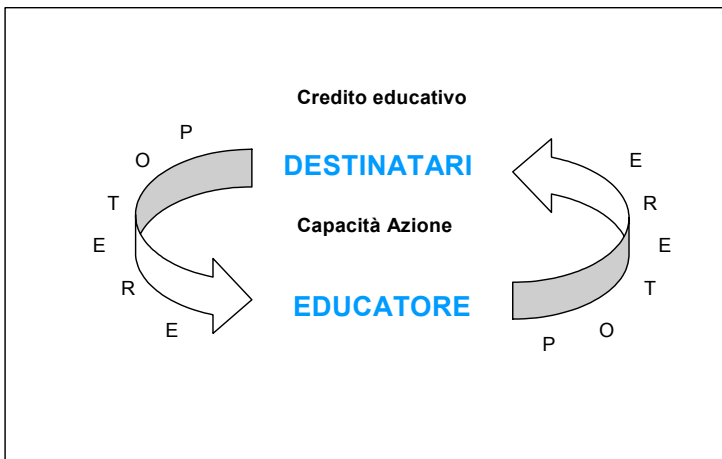 Credito educativo
POTERE
DESTINATARI
Capacità Azione
EDUCATORE
POTERE